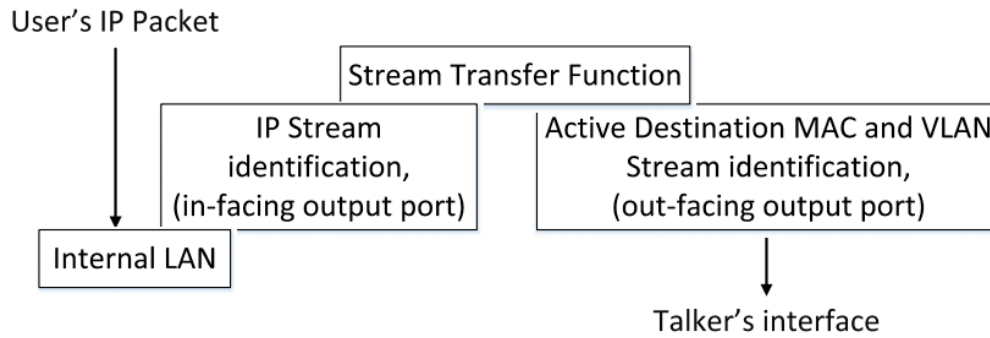 User's IP Packet
Stream Transfer Function
IP Stream
identification,
(in-facing output port)
Active Destination MAC and VLAN
Stream identification,
(out-facing output port)
Internal LAN
Talker's interface